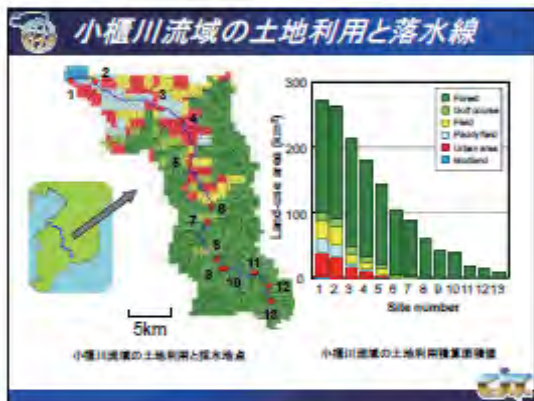 小櫃川流域の土地利用と落水線
1
2
3
4
5
6
7
8
9
10
11
12
13
5km
小櫃川流域の土地利用と採水地点
300
200
100
0
Land-use area (km²)
Forest
Golf course
Field
Paddy field
Urban area
Wetland
1 2 3 4 5 6 7 8 9 10 11 12 13
Site number
小櫃川流域の土地利用積算面積値